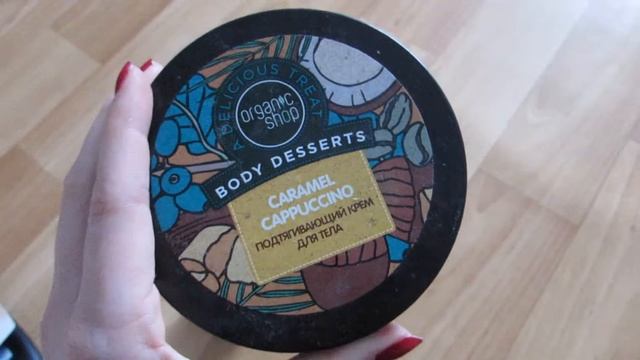 A DELICIOUS TREAT
organic
shop
BODY DESSERTS
CARAMEL
CAPPUCCINO
ПОДТЯГИВАЮЩИЙ КРЕМ
ДЛЯ ТЕЛА